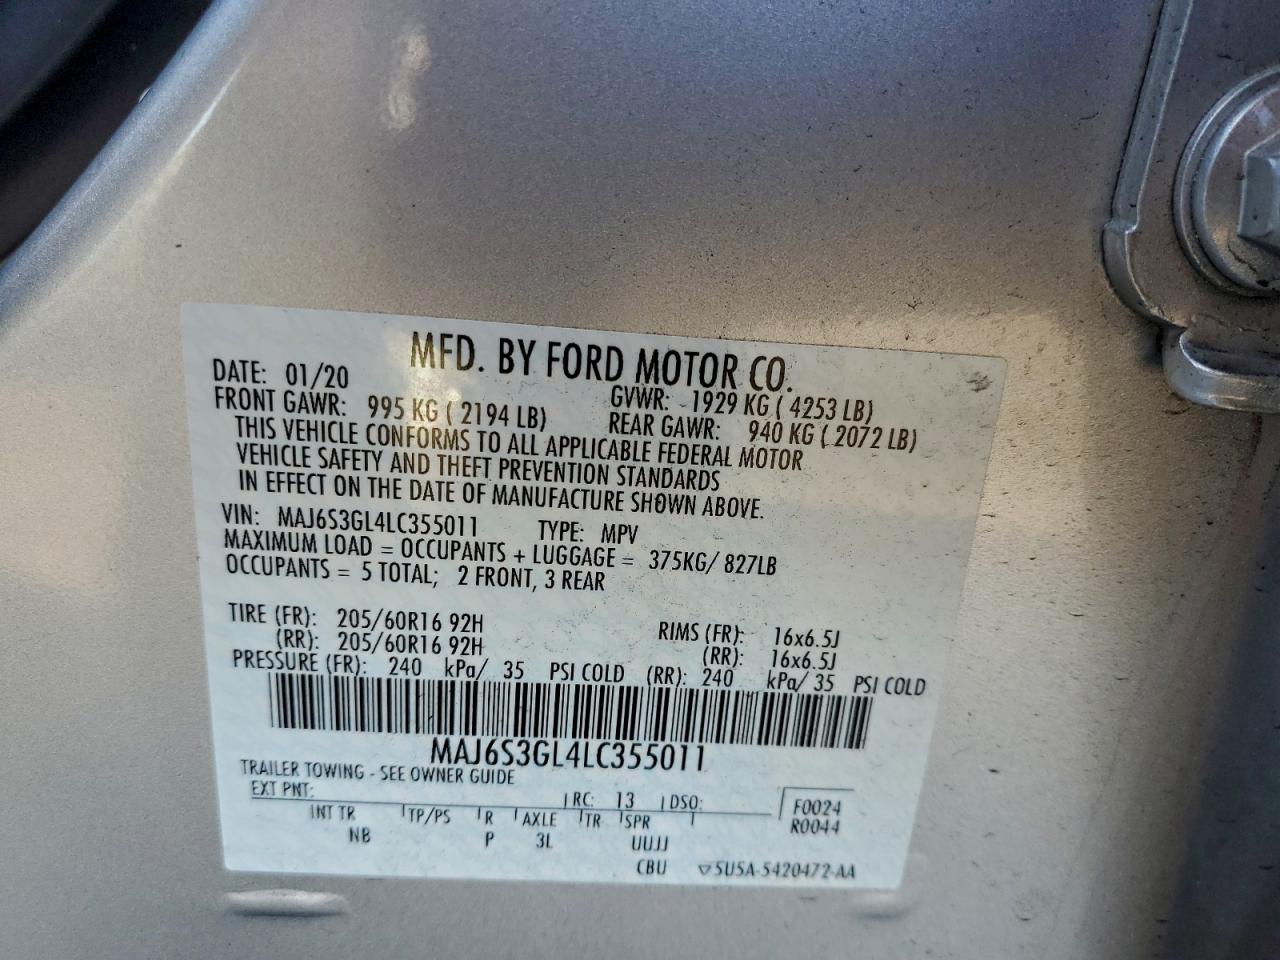 MFD. BY FORD MOTOR CO.
DATE: 01/20 GVWR: 1929 KG ( 4253 LB)
FRONT GAWR: 995 KG ( 2194 LB) REAR GAWR: 940 KG ( 2072 LB)
THIS VEHICLE CONFORMS TO ALL APPLICABLE FEDERAL MOTOR
VEHICLE SAFETY AND THEFT PREVENTION STANDARDS
IN EFFECT ON THE DATE OF MANUFACTURE SHOWN ABOVE.
VIN: MAJ6S3GL4LC355011 TYPE: MPV
MAXIMUM LOAD = OCCUPANTS + LUGGAGE = 375KG/ 827LB
OCCUPANTS = 5 TOTAL; 2 FRONT, 3 REAR
TIRE (FR): 205/60R16 92H RIMS (FR): 16x6.5J
(RR): 205/60R16 92H (RR): 16x6.5J
PRESSURE (FR): 240 kPa/ 35 PSI COLD (RR): 240 kPa/ 35 PSI COLD
MAJ6S3GL4LC355011
TRAILER TOWING - SEE OWNER GUIDE
EXT PNT: RC: 13 DSO: F0024
INT TR TP/PS R AXLE TR SPR R0044
NB P 3L UUJJ
CBU ▽5U5A-5420472-AA